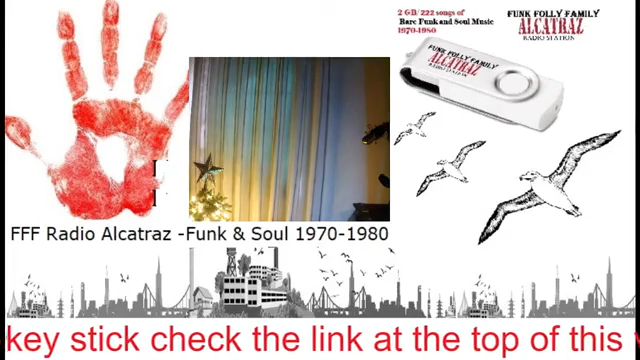 2 GB/ 222 songs of
Rare Funk and Soul Music
1970-1980
FUNK FOLLY FAMILY
ALCATRAZ
RADIO STATION
FUNK FOLLY FAMILY
ALCATRAZ
RADIO STATION
FFF Radio Alcatraz -Funk & Soul 1970-1980
key stick check the link at the top of this